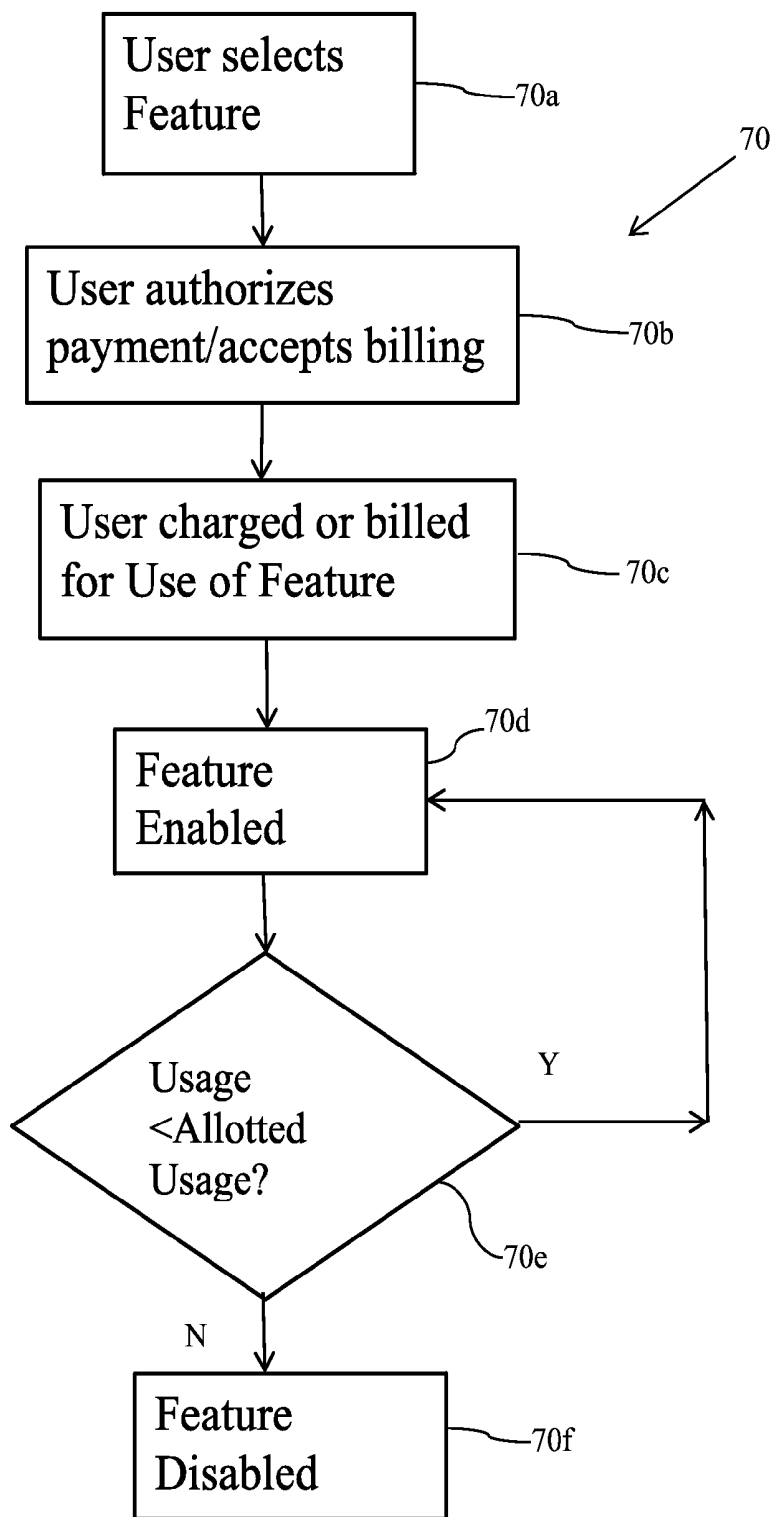 User selects
Feature
70a
70
User authorizes
payment/accepts billing
70b
User charged or billed
for Use of Feature
70c
70d
Feature
Enabled
Y
Usage
<Allotted
Usage?
70e
N
Feature
Disabled
70f